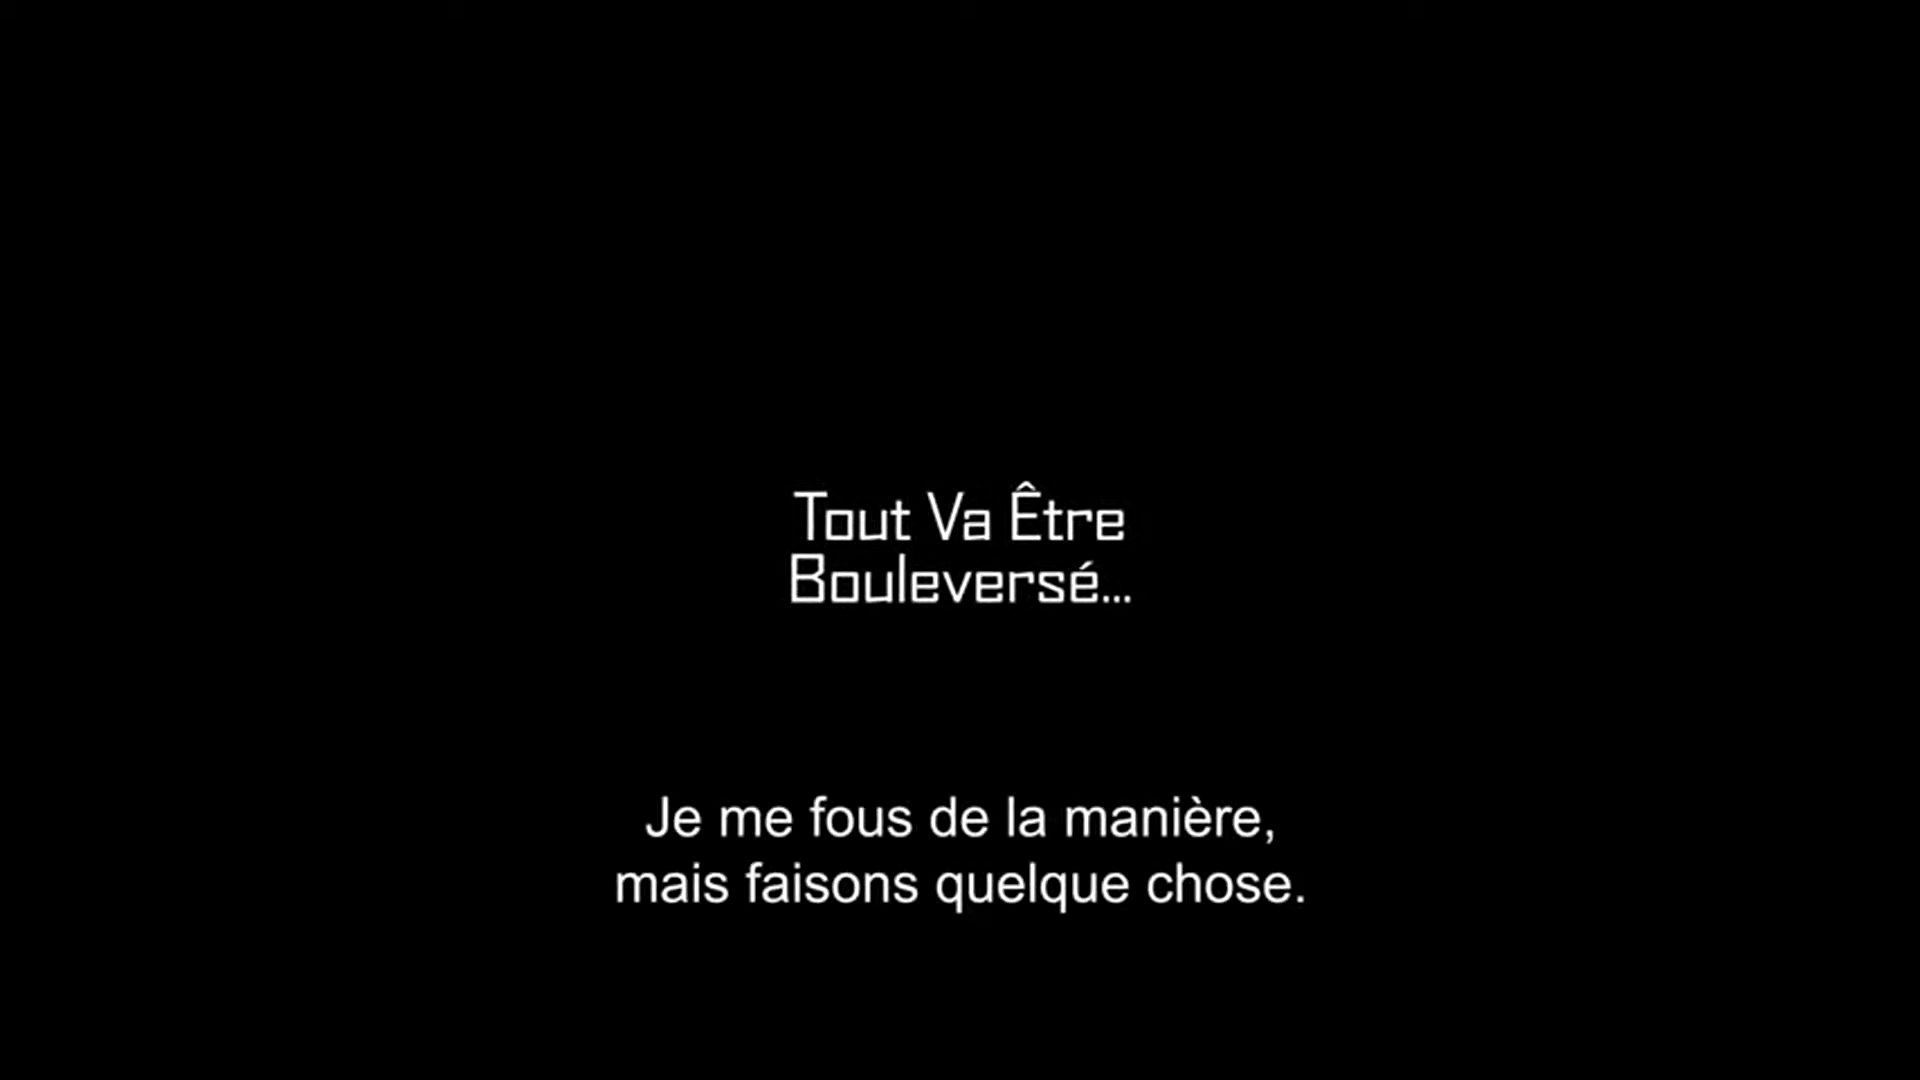 Tout Va Être
Bouleversé...
Je me fous de la manière,
mais faisons quelque chose.